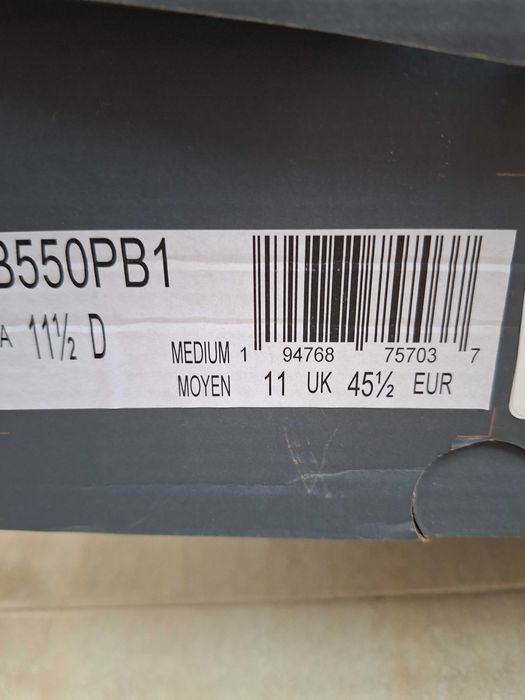 B550PB1
A 11½ D
MEDIUM 1 94768 75703 7
MOYEN 11 UK 45½ EUR